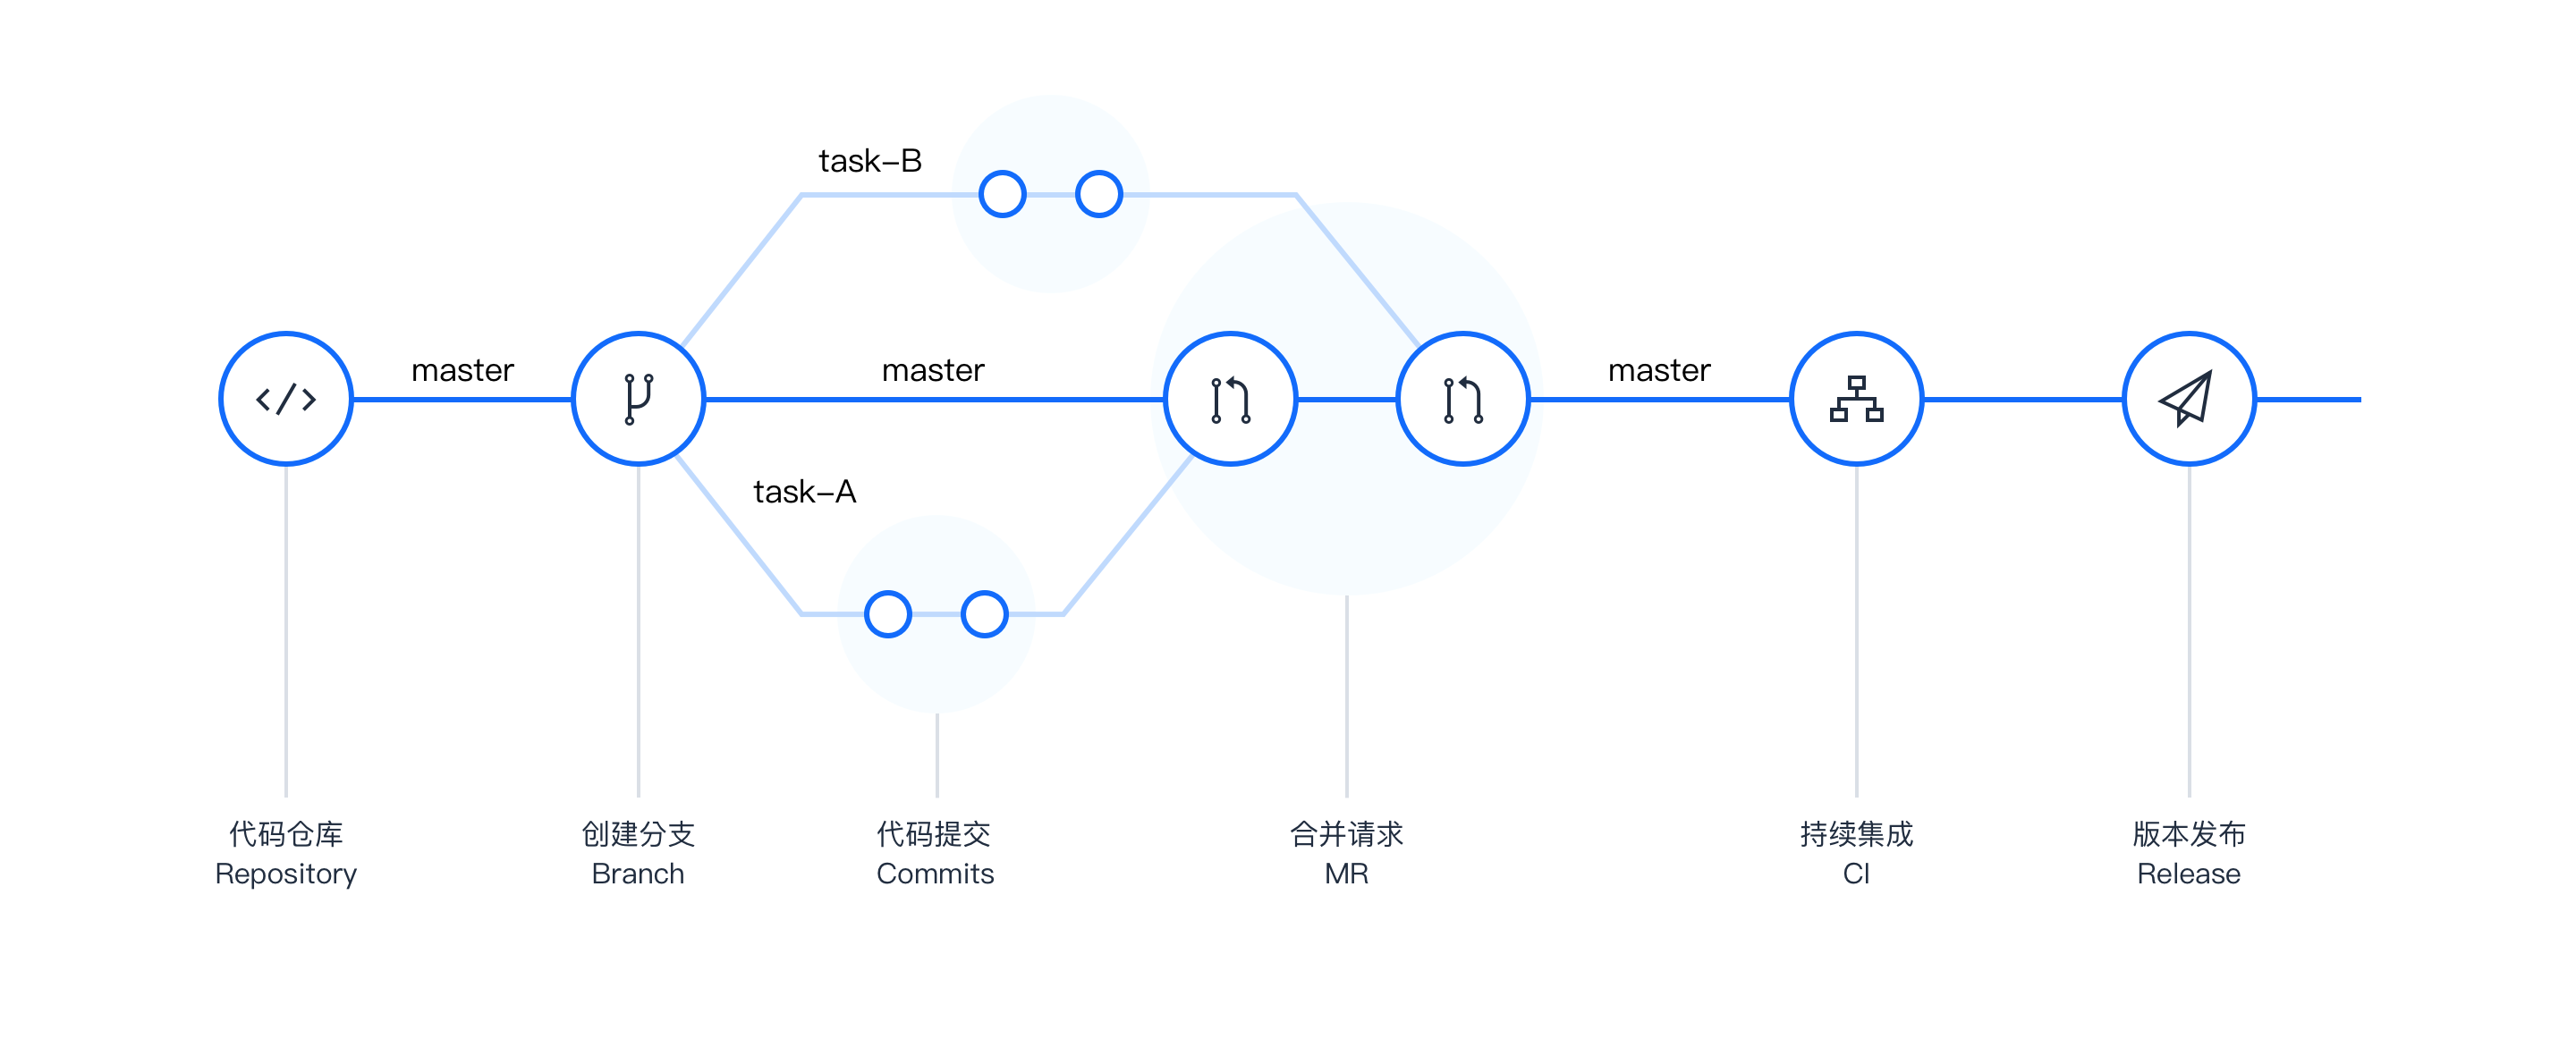 task–B
master
master
master
task–A
代码仓库
Repository
创建分支
Branch
代码提交
Commits
合并请求
MR
持续集成
CI
版本发布
Release